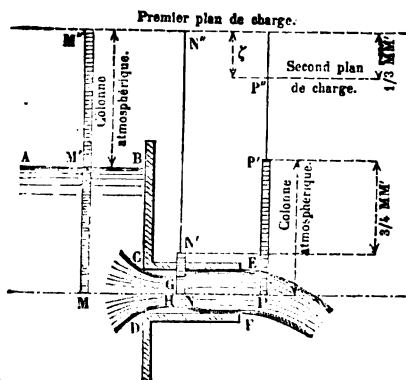 Premier plan de charge.
M" N"
ζ
Second plan
de charge.
P"
1/3 MM'
Colonne
atmosphérique.
A M' B
P'
Colonne
atmosphérique.
3/4 MM'
N'
C E
G
M H N P
D F